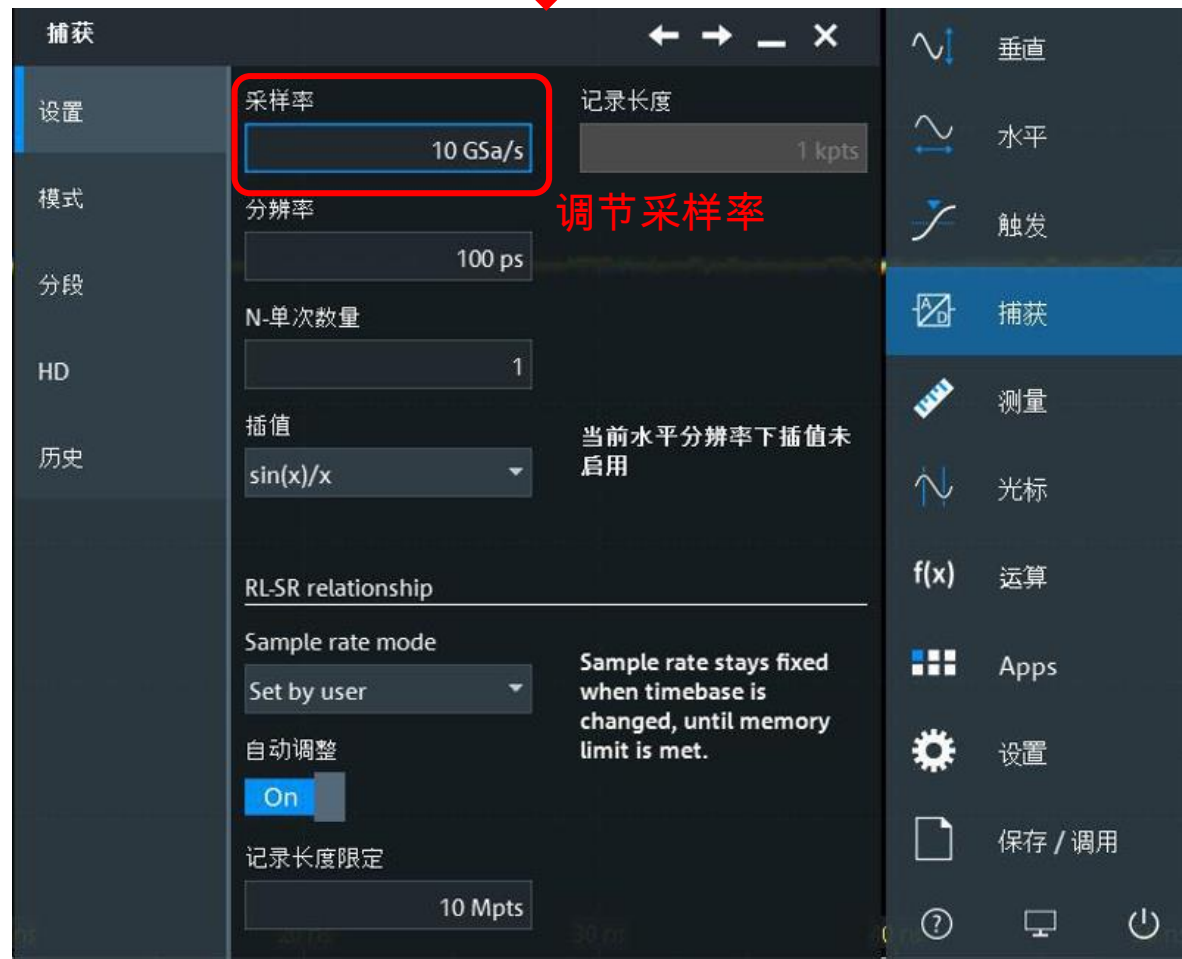 捕获
设置
模式
分段
HD
历史
采样率
10 GSa/s
记录长度
1 kpts
调节采样率
分辨率
100 ps
N-单次数量
1
插值
sin(x)/x
当前水平分辨率下插值未
启用
RL-SR relationship
Sample rate mode
Set by user
Sample rate stays fixed
when timebase is
changed, until memory
limit is met.
自动调整
On
记录长度限定
10 Mpts
垂直
水平
触发
捕获
测量
光标
f(x) 运算
Apps
设置
保存 / 调用
20 ns
30 ns